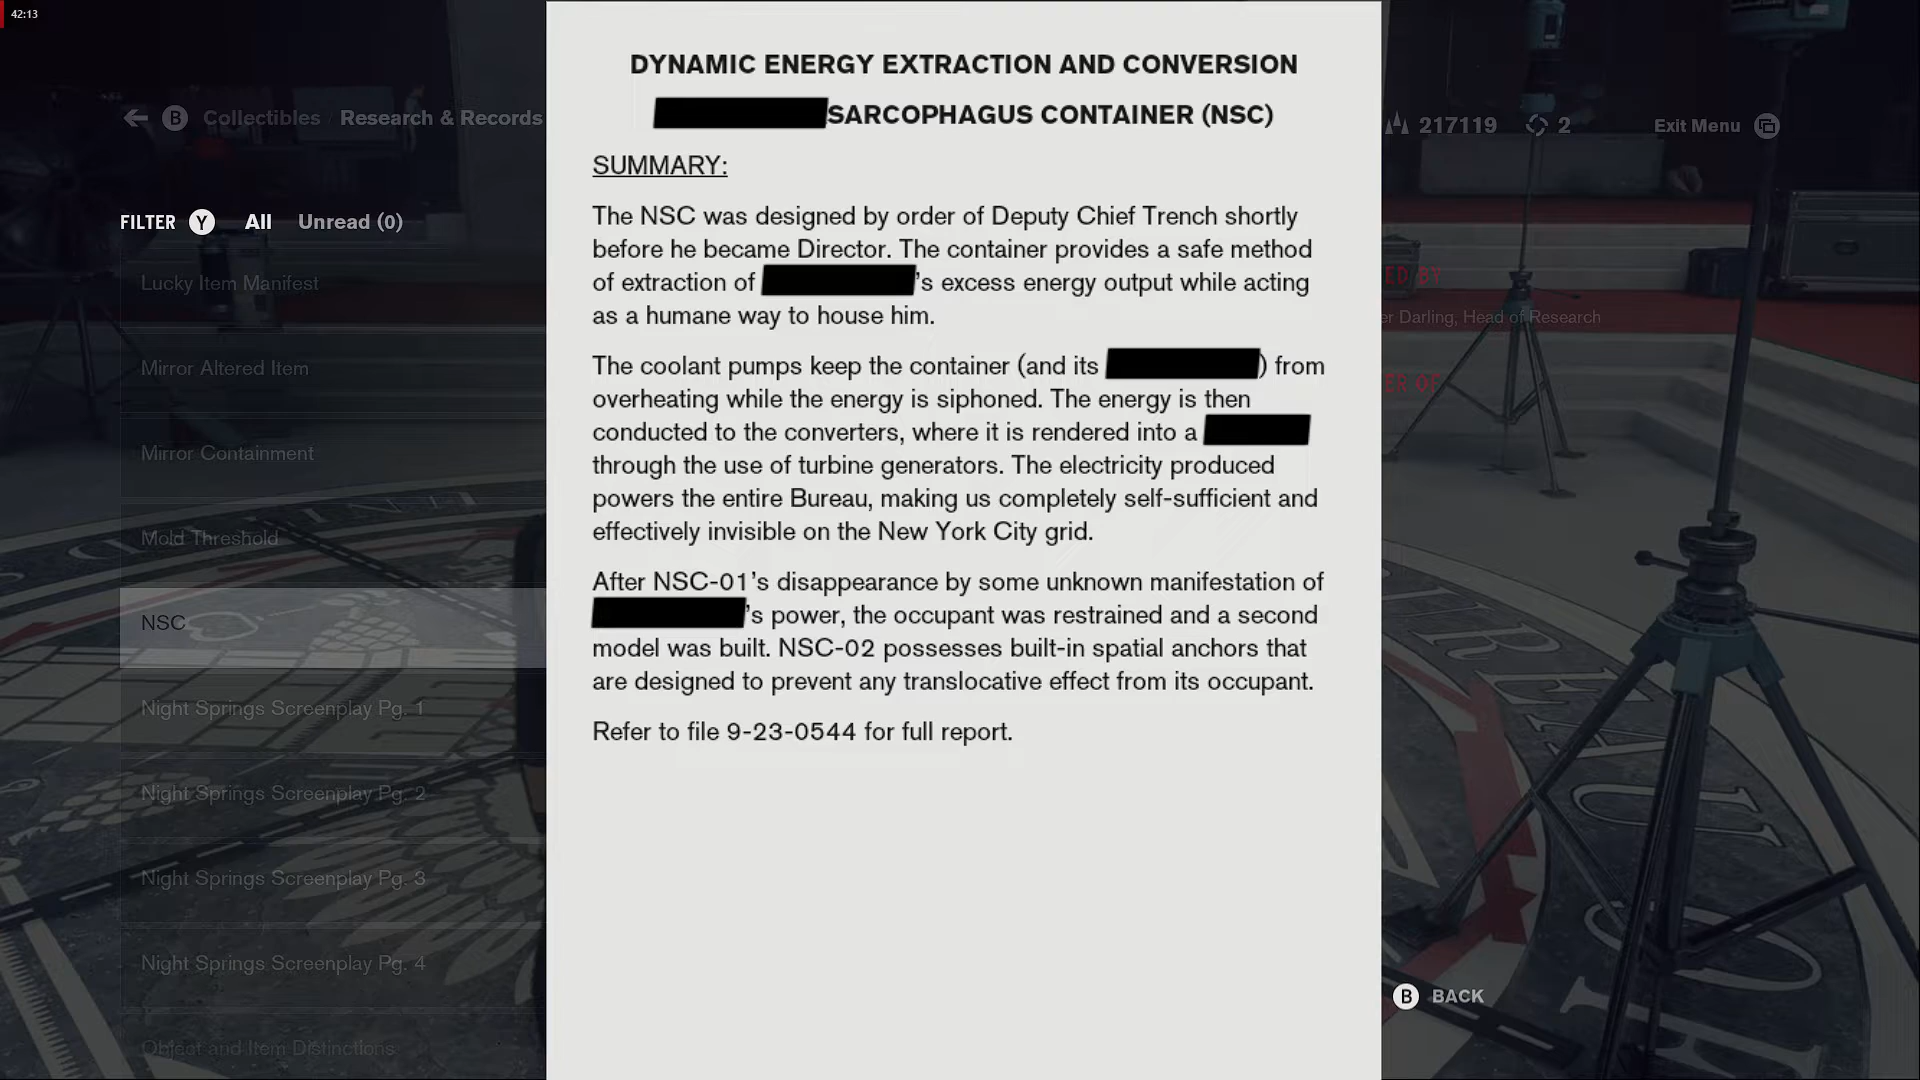 42:13
DYNAMIC ENERGY EXTRACTION AND CONVERSION
SARCOPHAGUS CONTAINER (NSC)
B Collectibles / Research & Records
217119 2 Exit Menu
SUMMARY:
FILTER Y All Unread (0)
The NSC was designed by order of Deputy Chief Trench shortly
before he became Director. The container provides a safe method
of extraction of 's excess energy output while acting
as a humane way to house him.
The coolant pumps keep the container (and its ) from
overheating while the energy is siphoned. The energy is then
conducted to the converters, where it is rendered into a
through the use of turbine generators. The electricity produced
powers the entire Bureau, making us completely self-sufficient and
effectively invisible on the New York City grid.
After NSC-01's disappearance by some unknown manifestation of
's power, the occupant was restrained and a second
model was built. NSC-02 possesses built-in spatial anchors that
are designed to prevent any translocative effect from its occupant.
Refer to file 9-23-0544 for full report.
Lucky Item Manifest
Mirror Altered Item
Mirror Containment
Mold Threshold
NSC
Night Springs Screenplay Pg. 1
Night Springs Screenplay Pg. 2
Night Springs Screenplay Pg. 3
Night Springs Screenplay Pg. 4
Object and Item Distinctions
BY
Darling, Head of Research
OF
B BACK